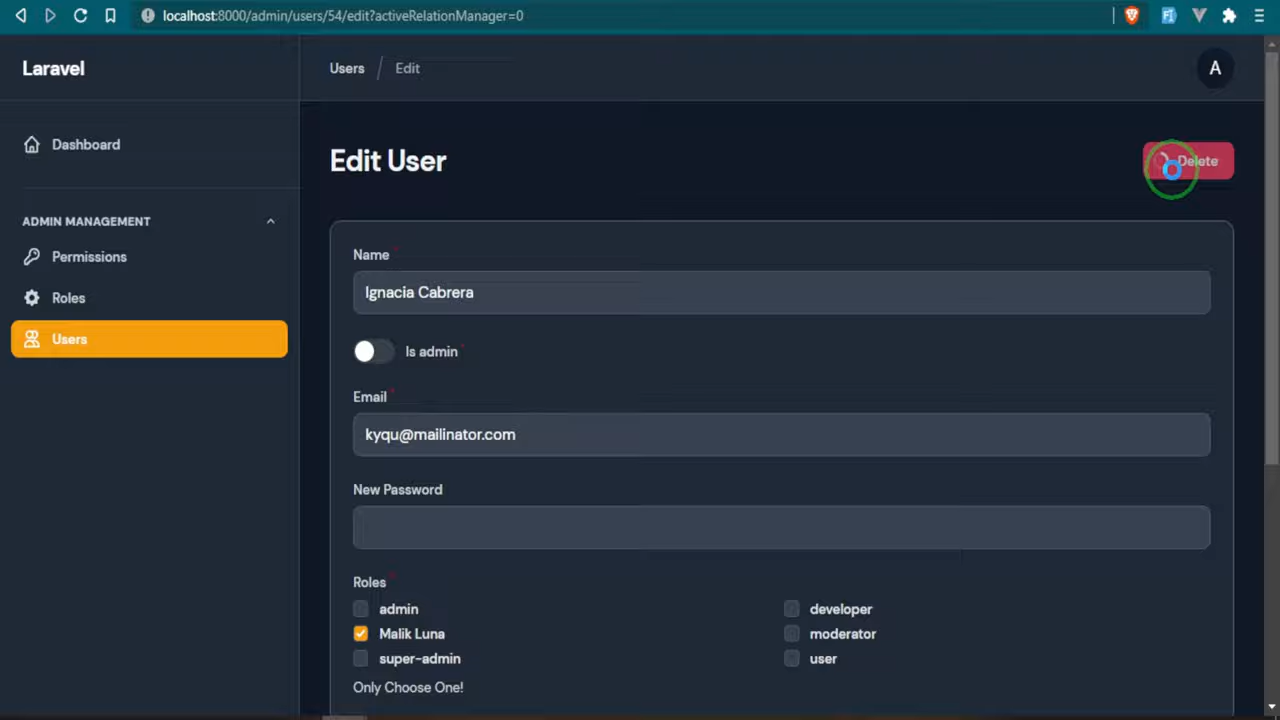 localhost:8000/admin/users/54/edit?activeRelationManager=0
Laravel
Users / Edit
A
Dashboard
Edit User
Delete
ADMIN MANAGEMENT
Permissions
Roles
Users
Name *
Ignacia Cabrera
Is admin *
Email *
kyqu@mailinator.com
New Password
Roles *
admin
developer
Malik Luna
moderator
super-admin
user
Only Choose One!